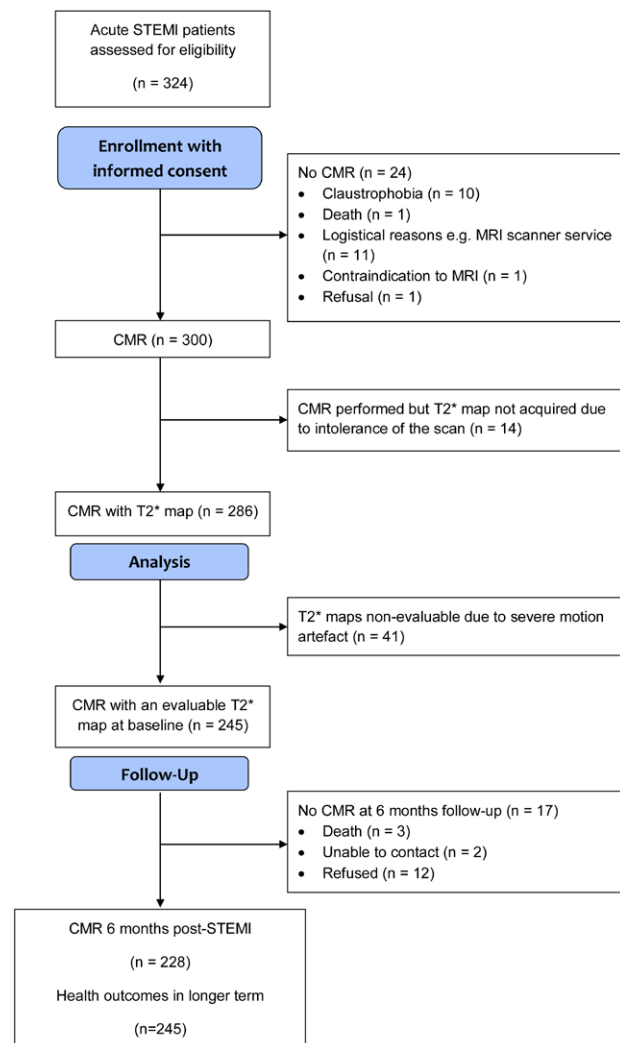 Acute STEMI patients
assessed for eligibility
(n = 324)
Enrollment with
informed consent
No CMR (n = 24)
• Claustrophobia (n = 10)
• Death (n = 1)
• Logistical reasons e.g. MRI scanner service
(n = 11)
• Contraindication to MRI (n = 1)
• Refusal (n = 1)
CMR (n = 300)
CMR performed but T2* map not acquired due
to intolerance of the scan (n = 14)
CMR with T2* map (n = 286)
Analysis
T2* maps non-evaluable due to severe motion
artefact (n = 41)
CMR with an evaluable T2*
map at baseline (n = 245)
Follow-Up
No CMR at 6 months follow-up (n = 17)
• Death (n = 3)
• Unable to contact (n = 2)
• Refused (n = 12)
CMR 6 months post-STEMI
(n = 228)
Health outcomes in longer term
(n=245)